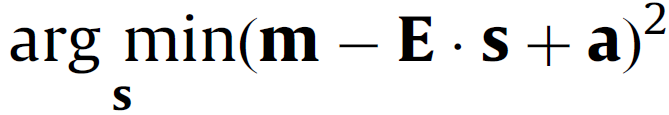 arg min(m − E · s + a)²
s